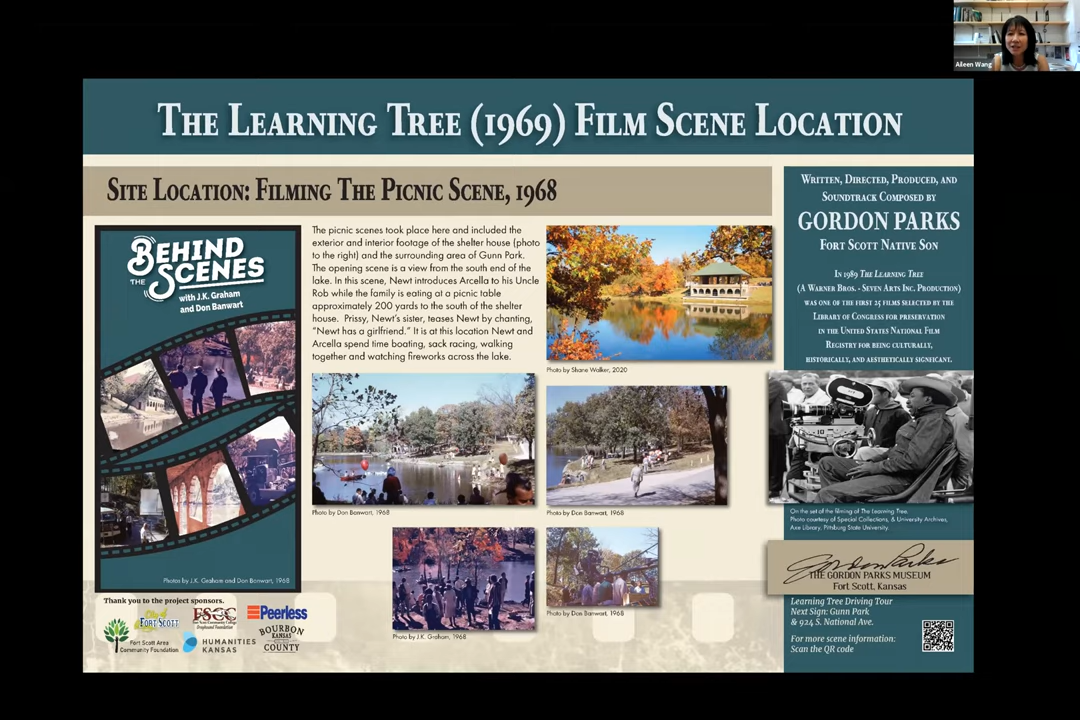 Aileen Wang
THE LEARNING TREE (1969) FILM SCENE LOCATION
SITE LOCATION: FILMING THE PICNIC SCENE, 1968
BEHIND
THE SCENES
with J.K. Graham
and Don Banwart
Photos by J.K. Graham and Don Banwart, 1968
The picnic scenes took place here and included the
exterior and interior footage of the shelter house (photo
to the right) and the surrounding area of Gunn Park.
The opening scene is a view from the south end of the
lake. In this scene, Newt introduces Arcella to his Uncle
Rob while the family is eating at a picnic table
approximately 200 yards to the south of the shelter
house. Prissy, Newt's sister, teases Newt by chanting,
"Newt has a girlfriend." It is at this location Newt and
Arcella spend time boating, sack racing, walking
together and watching fireworks across the lake.
Photo by Shane Walker, 2020
Photo by Don Banwart, 1968
Photo by Don Banwart, 1968
Photo by J.K. Graham, 1968
Photo by Don Banwart, 1968
WRITTEN, DIRECTED, PRODUCED, AND
SOUNDTRACK COMPOSED BY
GORDON PARKS
FORT SCOTT NATIVE SON
IN 1989 THE LEARNING TREE
(A WARNER BROS. - SEVEN ARTS INC. PRODUCTION)
WAS ONE OF THE FIRST 25 FILMS SELECTED BY THE
LIBRARY OF CONGRESS FOR PRESERVATION
IN THE UNITED STATES NATIONAL FILM
REGISTRY FOR BEING CULTURALLY,
HISTORICALLY, AND AESTHETICALLY SIGNIFICANT.
On the set of the filming of The Learning Tree.
Photo courtesy of Special Collections, & University Archives,
Axe Library, Pittsburg State University.
Gordon Parks
THE GORDON PARKS MUSEUM
Fort Scott, Kansas
Learning Tree Driving Tour
Next Sign: Gunn Park
& 924 S. National Ave.
For more scene information:
Scan the QR code
Thank you to the project sponsors.
City of
FORT SCOTT
FSCC
Fort Scott Community College
Greyhound Foundation
Peerless
Fort Scott Area
Community Foundation
HUMANITIES
KANSAS
BOURBON
KANSAS
COUNTY